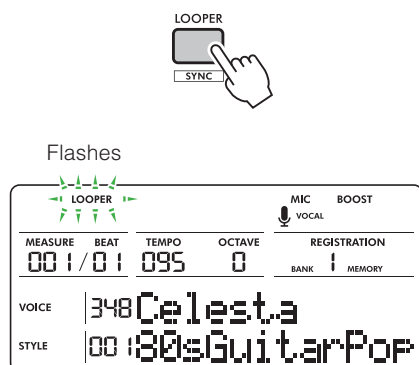 LOOPER
SYNC
Flashes
LOOPER
MIC BOOST
VOCAL
MEASURE BEAT TEMPO OCTAVE REGISTRATION
001/01 095 0 BANK 1 MEMORY
VOICE 348 Celesta
STYLE 001 80sGuitarPop